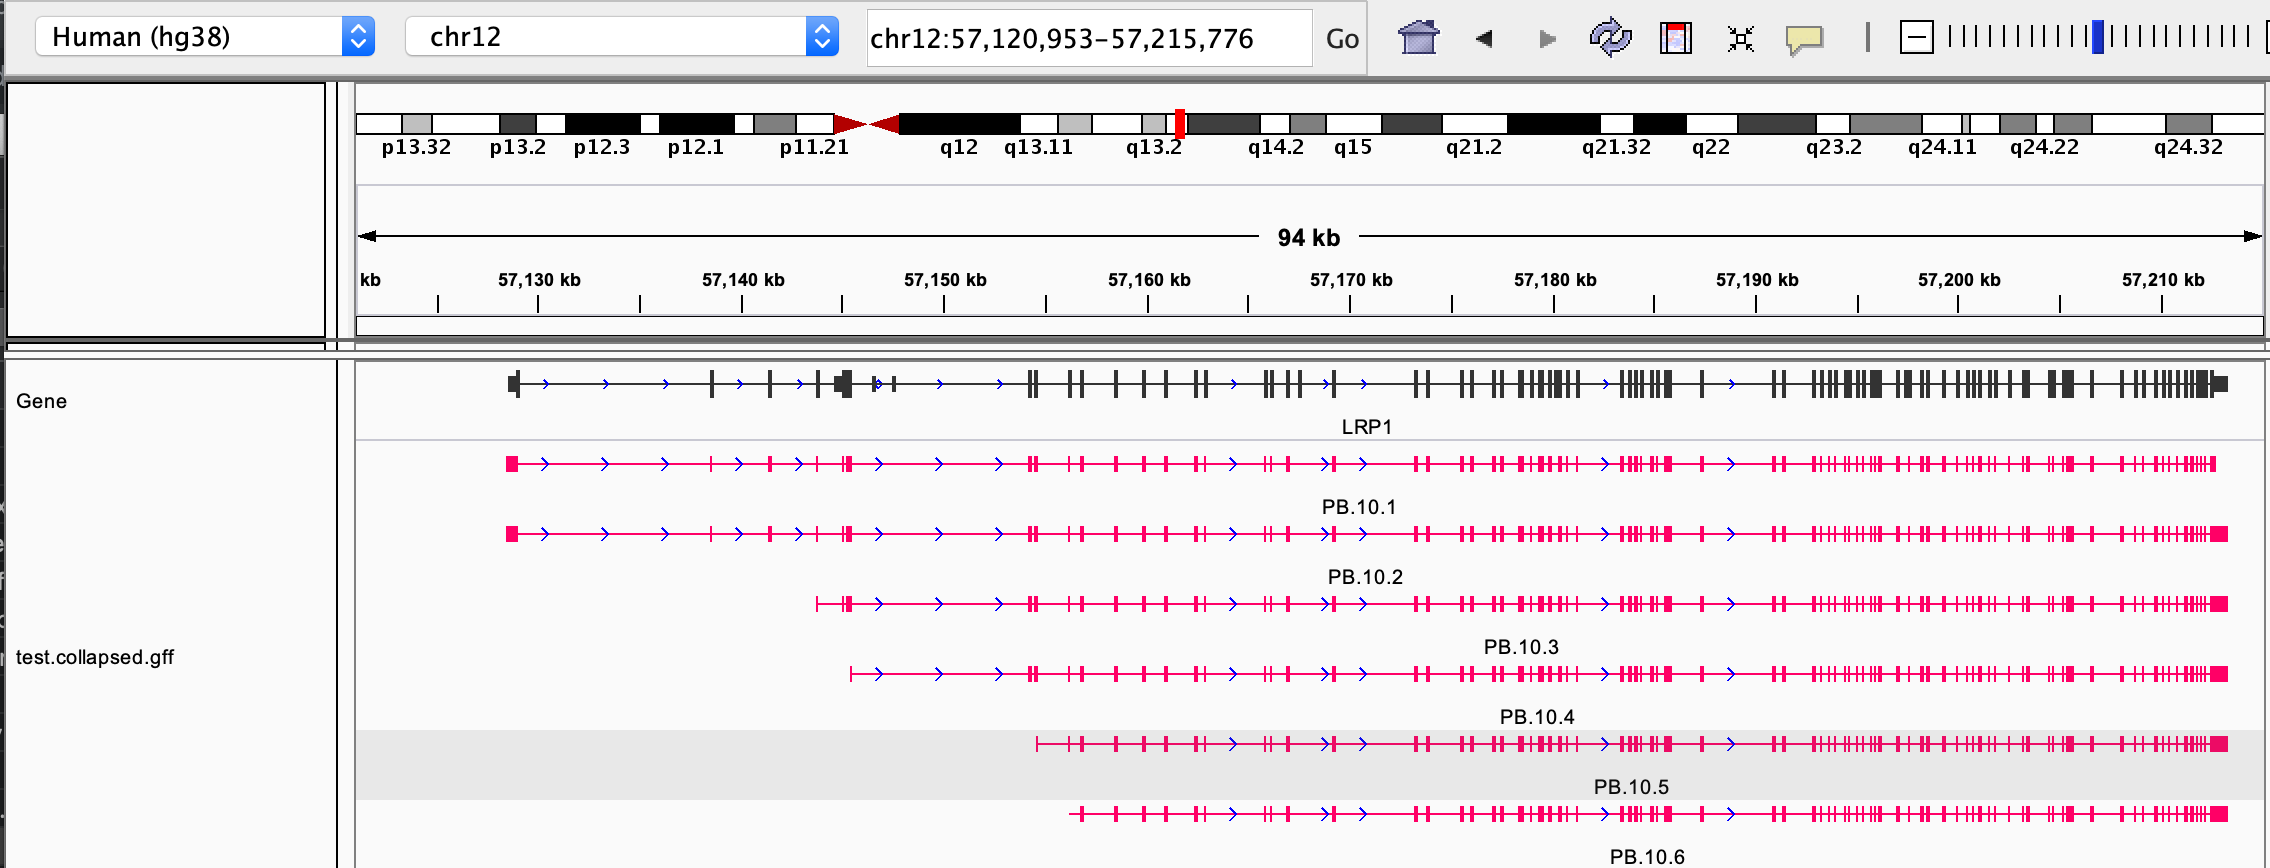 Human (hg38) chr12 chr12:57,120,953-57,215,776 Go
p13.32 p13.2 p12.3 p12.1 p11.21 q12 q13.11 q13.2 q14.2 q15 q21.2 q21.32 q22 q23.2 q24.11 q24.22 q24.32
94 kb
kb 57,130 kb 57,140 kb 57,150 kb 57,160 kb 57,170 kb 57,180 kb 57,190 kb 57,200 kb 57,210 kb
Gene
LRP1
PB.10.1
PB.10.2
PB.10.3
test.collapsed.gff
PB.10.4
PB.10.5
PB.10.6